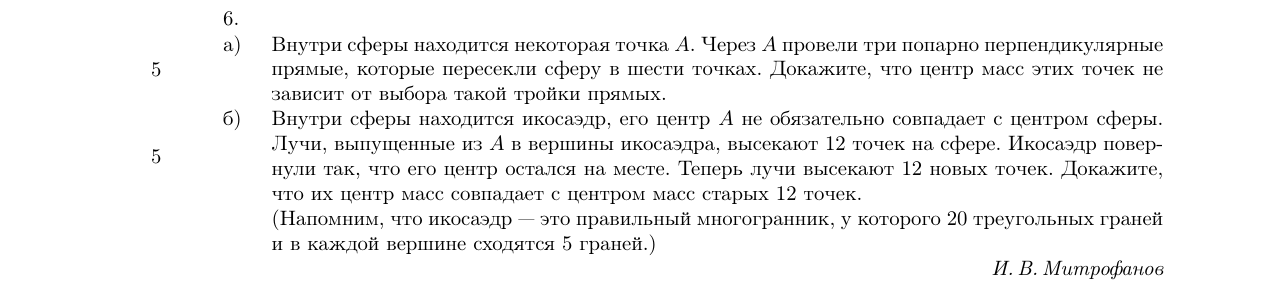 6.
а) Внутри сферы находится некоторая точка A. Через A провели три попарно перпендикулярные
5 прямые, которые пересекли сферу в шести точках. Докажите, что центр масс этих точек не
зависит от выбора такой тройки прямых.
б) Внутри сферы находится икосаэдр, его центр A не обязательно совпадает с центром сферы.
Лучи, выпущенные из A в вершины икосаэдра, высекают 12 точек на сфере. Икосаэдр повер-
5 нули так, что его центр остался на месте. Теперь лучи высекают 12 новых точек. Докажите,
что их центр масс совпадает с центром масс старых 12 точек.
(Напомним, что икосаэдр — это правильный многогранник, у которого 20 треугольных граней
и в каждой вершине сходятся 5 граней.)
И. В. Митрофанов